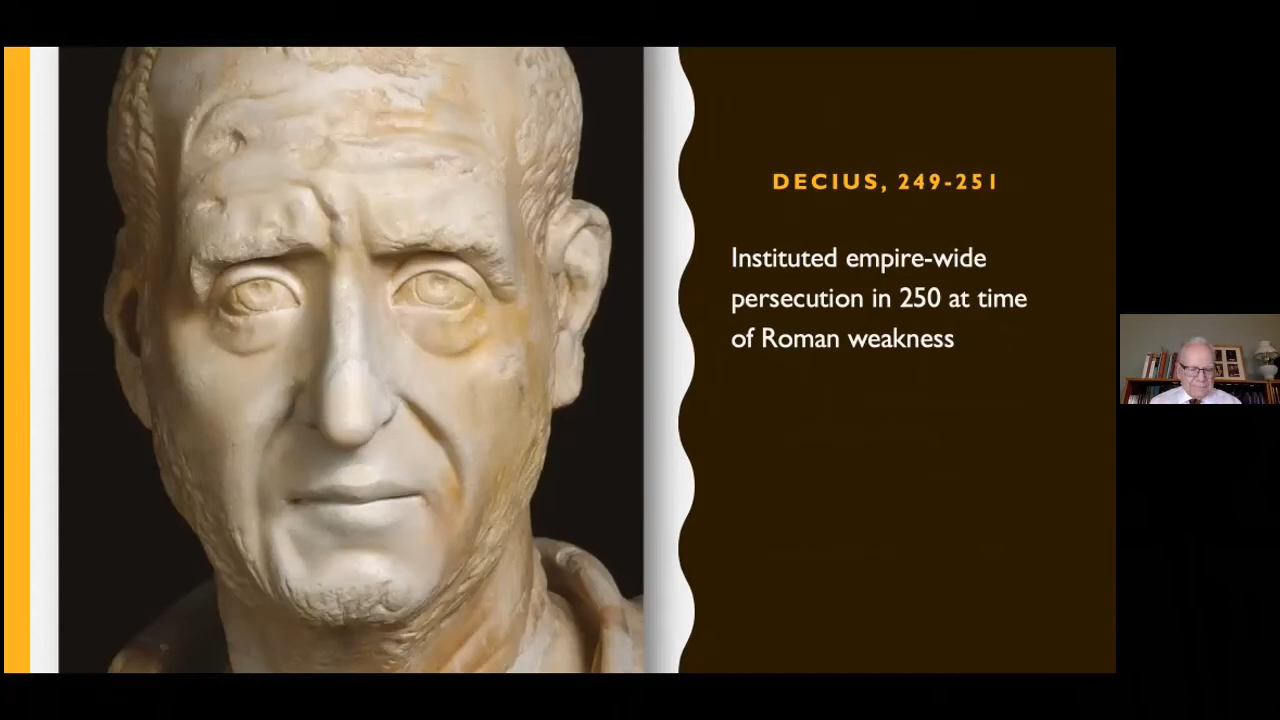 DECIUS, 249-251
Instituted empire-wide
persecution in 250 at time
of Roman weakness